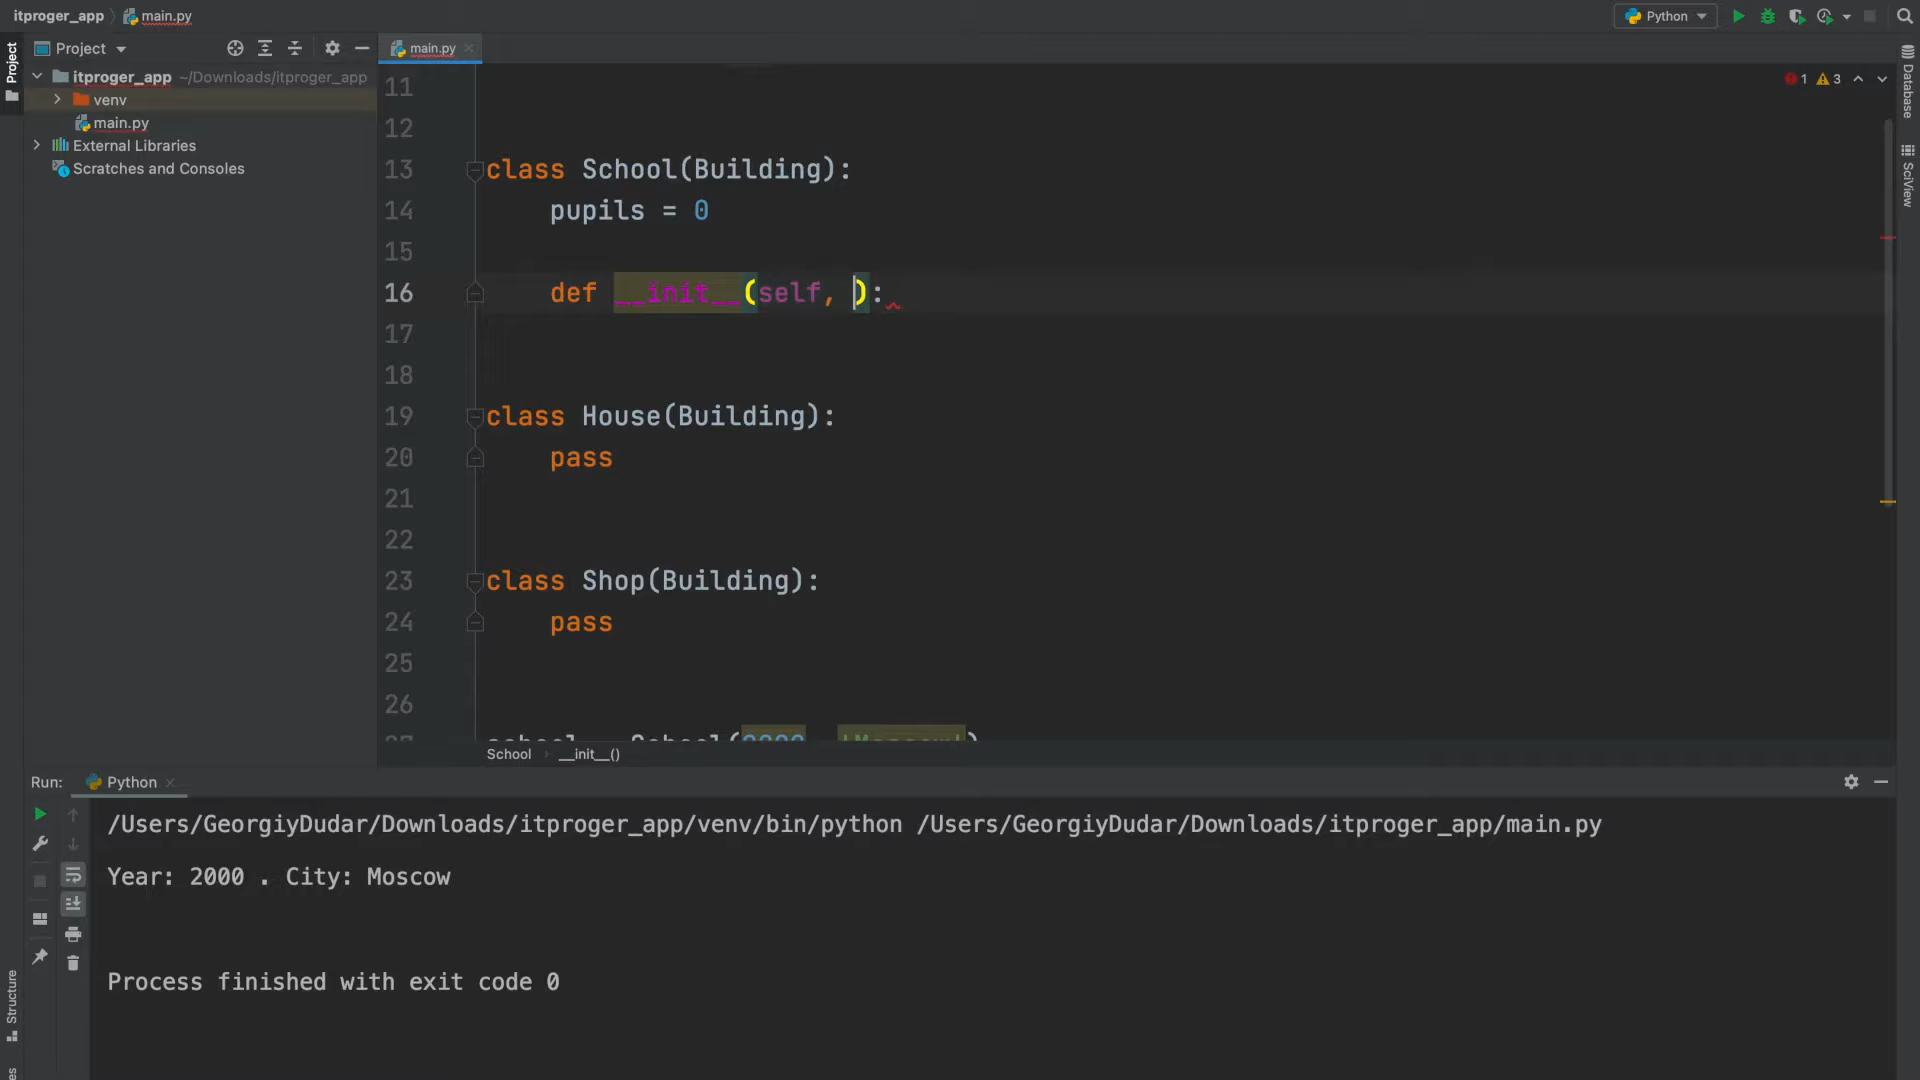 itproger_app main.py
Python
Project
itproger_app ~/Downloads/itproger_app
venv
main.py
External Libraries
Scratches and Consoles
Project
Structure
main.py
1 3
Database
SciView
11
12
13 class School(Building):
14 pupils = 0
15
16 def __init__(self, ):
17
18
19 class House(Building):
20 pass
21
22
23 class Shop(Building):
24 pass
25
26
School __init__()
Run: Python
/Users/GeorgiyDudar/Downloads/itproger_app/venv/bin/python /Users/GeorgiyDudar/Downloads/itproger_app/main.py
Year: 2000 . City: Moscow
Process finished with exit code 0